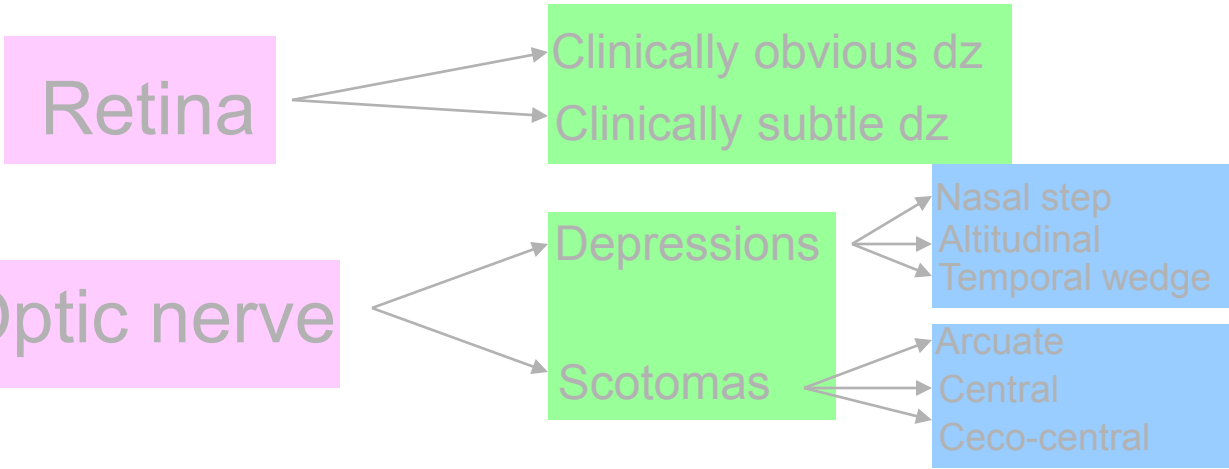 Retina
Clinically obvious dz
Clinically subtle dz
Optic nerve
Depressions
Nasal step
Altitudinal
Temporal wedge
Scotomas
Arcuate
Central
Ceco-central